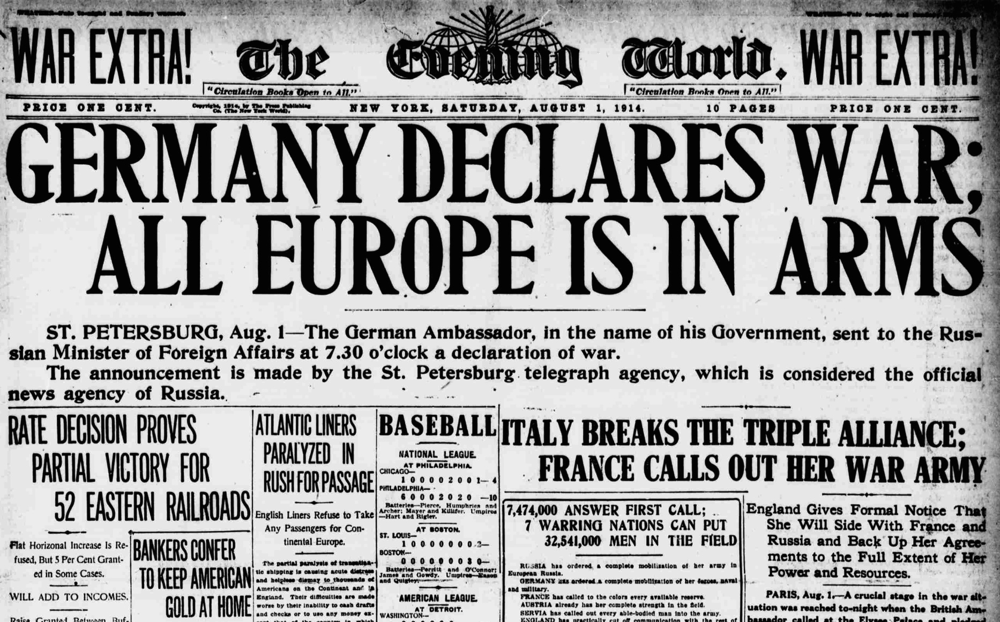 WAR EXTRA!
The Evening World.
WAR EXTRA!
"Circulation Books Open to All."
"Circulation Books Open to All."
PRICE ONE CENT.
Copyright, 1914, by The Press Publishing
Co. (The New York World).
NEW YORK, SATURDAY, AUGUST 1, 1914.
10 PAGES
PRICE ONE CENT.
GERMANY DECLARES WAR;
ALL EUROPE IS IN ARMS
ST. PETERSBURG, Aug. 1—The German Ambassador, in the name of his Government, sent to the Rus-
sian Minister of Foreign Affairs at 7.30 o'clock a declaration of war.
The announcement is made by the St. Petersburg telegraph agency, which is considered the official
news agency of Russia.
RATE DECISION PROVES
PARTIAL VICTORY FOR
52 EASTERN RAILROADS
Flat Horizonal Increase Is Re-
fused, But 5 Per Cent Grant-
ed in Some Cases.
WILL ADD TO INCOMES.
Raise Granted Between Buf-
BANKERS CONFER
TO KEEP AMERICAN
GOLD AT HOME
ATLANTIC LINERS
PARALYZED IN
RUSH FOR PASSAGE
English Liners Refuse to Take
Any Passengers for Con-
tinental Europe.
The partial paralysis of transatlan-
tic shipping is causing acute distress
and helpless dismay to thousands of
Americans on the Continent and in
England. Their difficulties are made
worse by their inability to cash drafts
and checks or to use any money ex-
cept that of the country in which
BASEBALL
NATIONAL LEAGUE.
AT PHILADELPHIA.
CHICAGO—
1 0 0 0 0 2 0 0 1— 4
PHILADELPHIA—
6 0 0 0 2 0 2 0 —10
Batteries—Pierce, Humphries and
Archer; Mayer and Killifer. Umpires
—Hart and Rigler.
AT BOSTON.
ST. LOUIS—
1 0 0 0 0 0 0 0 2—
BOSTON—
0 0 0 0 0 0 0 3 0—
Batteries—Perritt and O'Connor;
James and Gowdy. Umpires—Eason
and Quigley.
AMERICAN LEAGUE.
AT DETROIT.
WASHINGTON—
ITALY BREAKS THE TRIPLE ALLIANCE;
FRANCE CALLS OUT HER WAR ARMY
7,474,000 ANSWER FIRST CALL;
7 WARRING NATIONS CAN PUT
32,541,000 MEN IN THE FIELD
RUSSIA has ordered a complete mobilization of her army in
European Russia.
GERMANY has ordered a complete mobilization of her forces, naval
and military.
FRANCE has called to the colors every available reserve.
AUSTRIA already has her complete strength in the field.
SERVIA has called out every able-bodied man into the army.
ENGLAND has practically cut off communication with the rest of
England Gives Formal Notice That
She Will Side With France and
Russia and Back Up Her Agree-
ments to the Full Extent of Her
Power and Resources.
PARIS, Aug. 1.—A crucial stage in the war sit-
uation was reached to-night when the British Am-
bassador called at the Elysee Palace and pledged